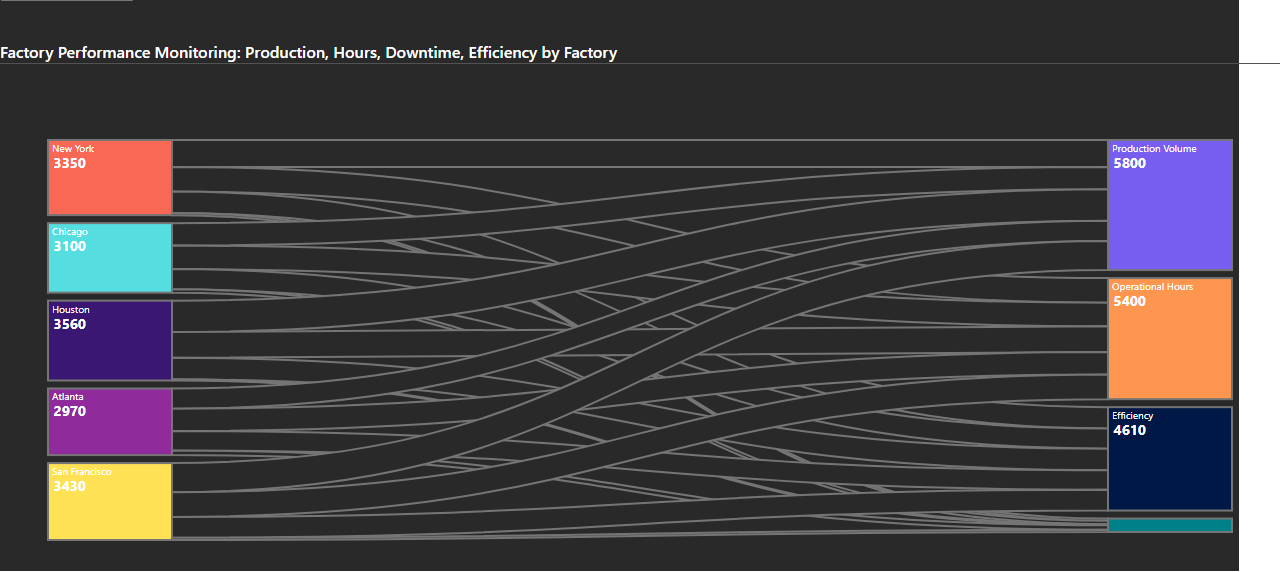 Factory Performance Monitoring: Production, Hours, Downtime, Efficiency by Factory
New York
3350
Chicago
3100
Houston
3560
Atlanta
2970
San Francisco
3430
Production Volume
5800
Operational Hours
5400
Efficiency
4610